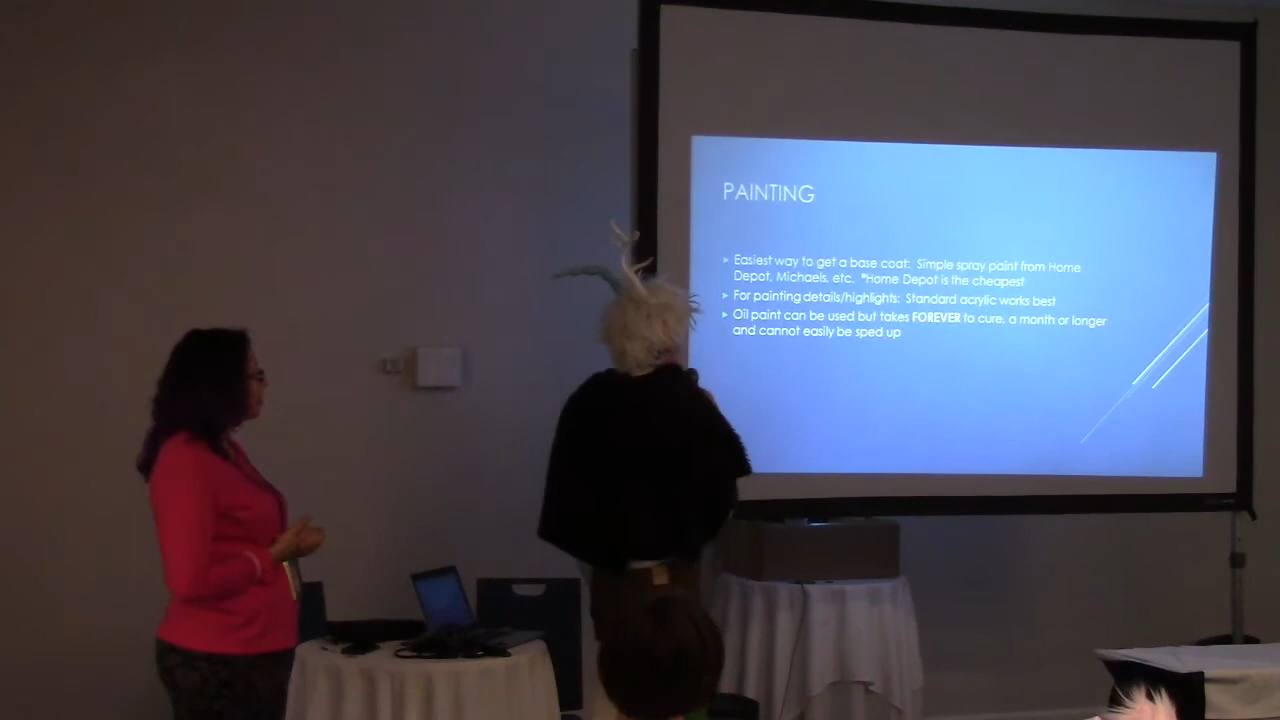 PAINTING
Easiest way to get a base coat: Simple spray paint from Home
Depot, Michaels, etc. *Home Depot is the cheapest
For painting details/highlights: Standard acrylic works best
Oil paint can be used but takes FOREVER to cure, a month or longer
and cannot easily be sped up